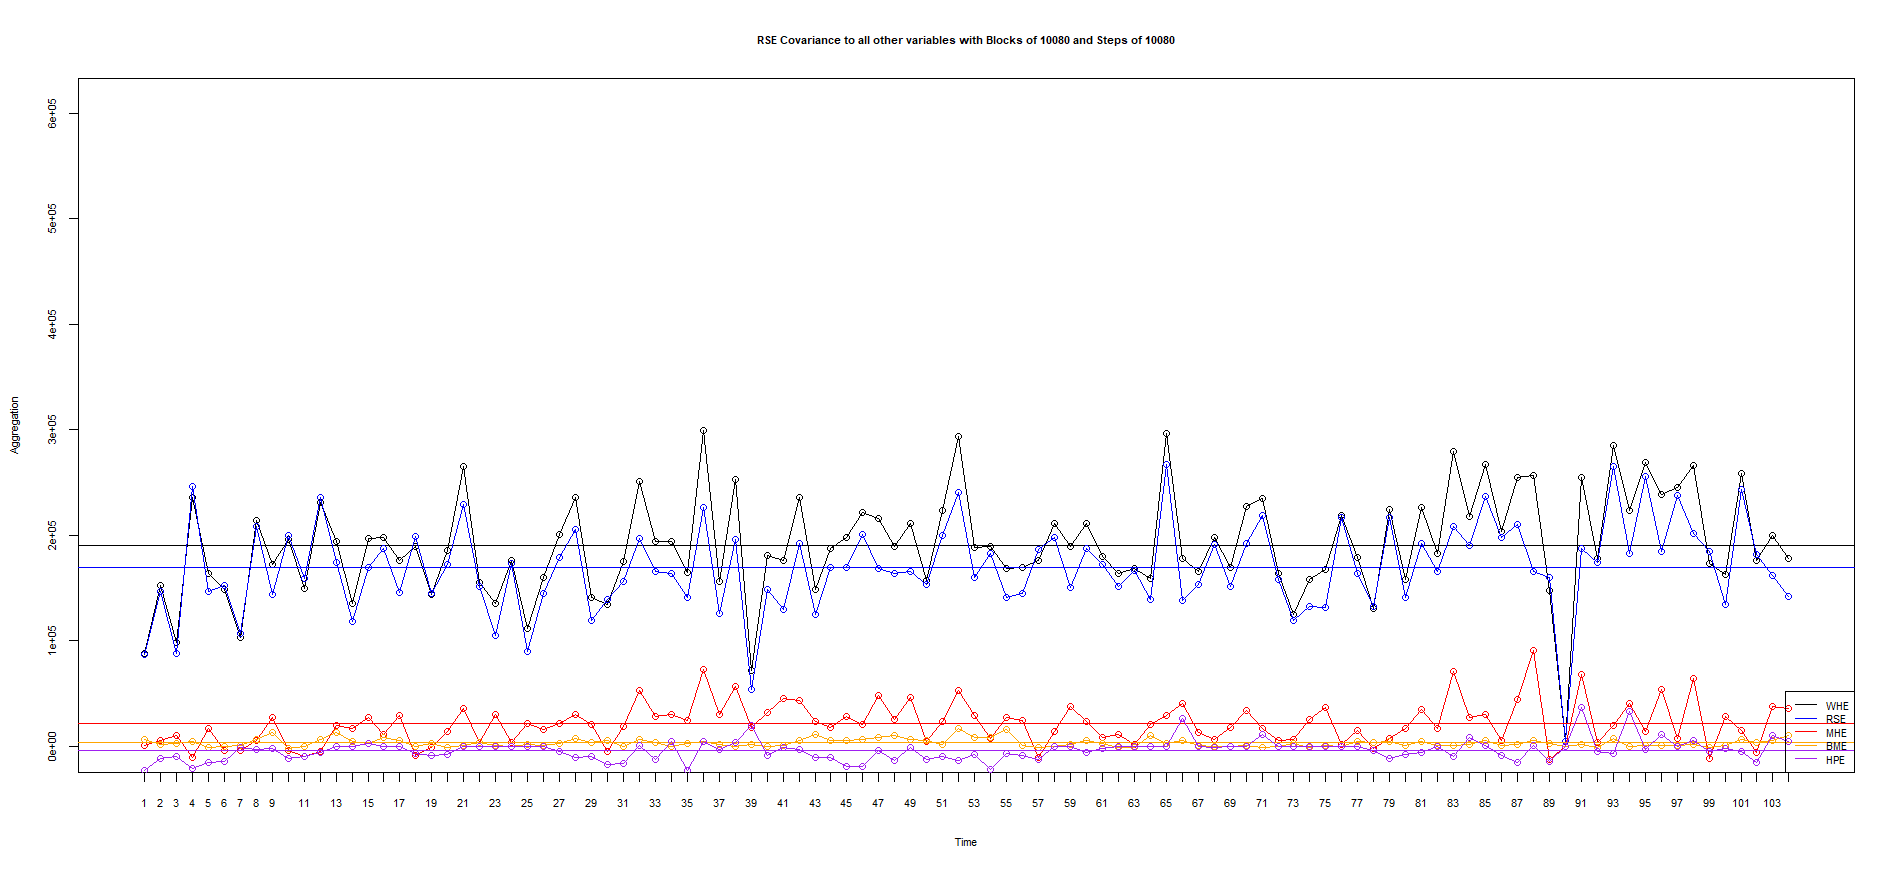 RSE Covariance to all other variables with Blocks of 10080 and Steps of 10080
Aggregation
6e+05
5e+05
4e+05
3e+05
2e+05
1e+05
0e+00
WHE
RSE
MHE
BME
HPE
1 2 3 4 5 6 7 8 9 11 13 15 17 19 21 23 25 27 29 31 33 35 37 39 41 43 45 47 49 51 53 55 57 59 61 63 65 67 69 71 73 75 77 79 81 83 85 87 89 91 93 95 97 99 101 103
Time